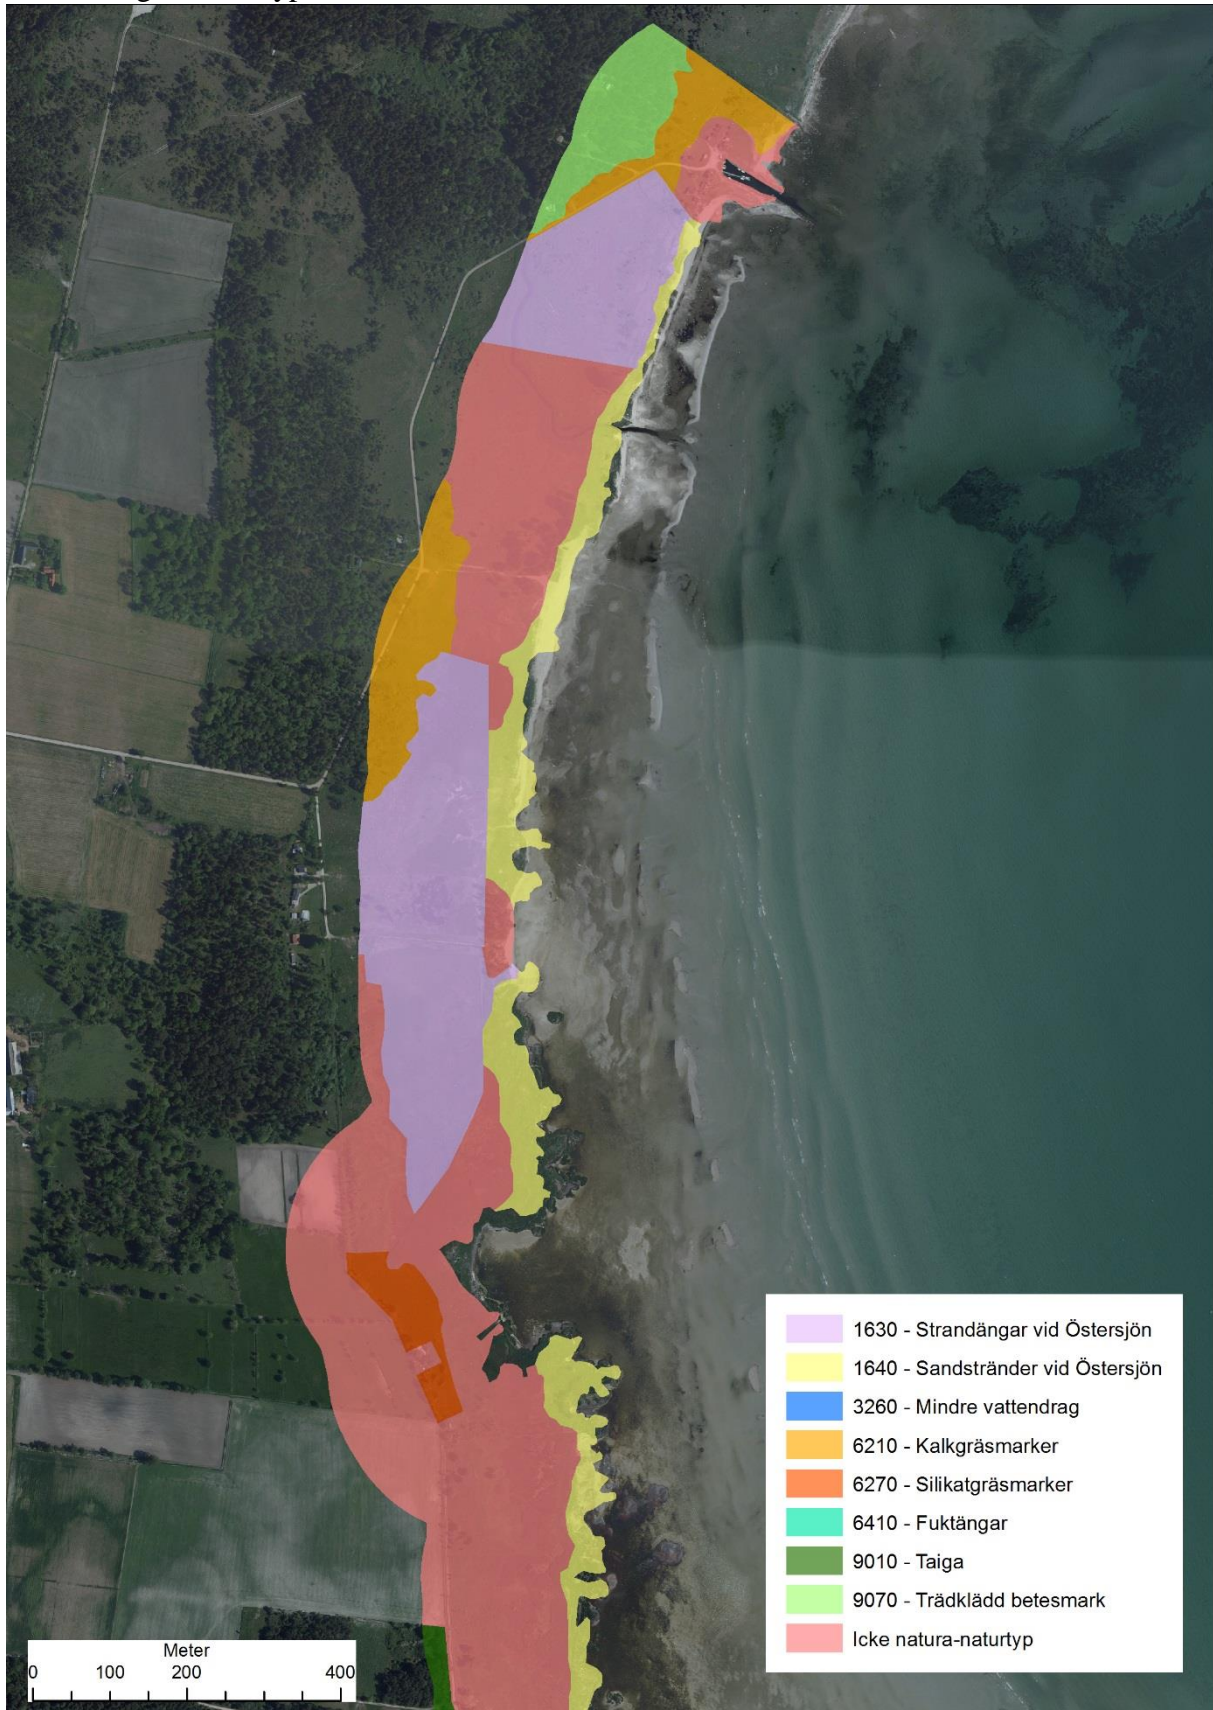 1630 - Strandängar vid Östersjön
1640 - Sandstränder vid Östersjön
3260 - Mindre vattendrag
6210 - Kalkgräsmarker
6270 - Silikatgräsmarker
6410 - Fuktängar
9010 - Taiga
9070 - Trädklädd betesmark
Icke natura-naturtyp
Meter
0 100 200 400